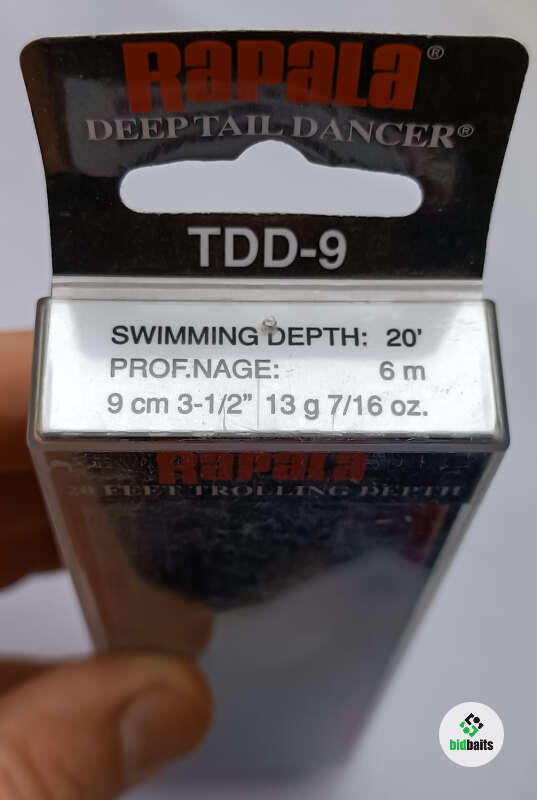 RAPALA®
DEEP TAIL DANCER®
TDD-9
SWIMMING DEPTH: 20'
PROF.NAGE: 6 m
9 cm 3-1/2” 13 g 7/16 oz.
RAPALA
20 FEET TROLLING DEPTH
bidbaits